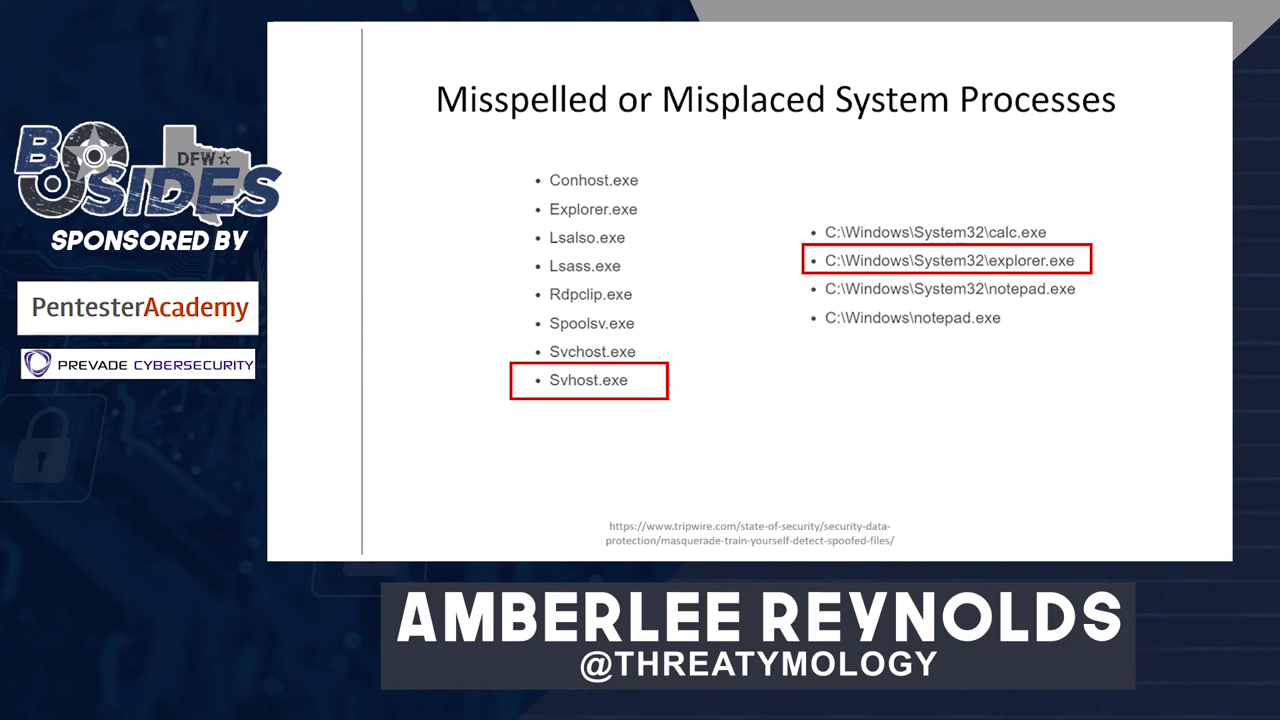 Misspelled or Misplaced System Processes
• Conhost.exe
• Explorer.exe
• Lsalso.exe
• Lsass.exe
• Rdpclip.exe
• Spoolsv.exe
• Svchost.exe
• Svhost.exe
• C:\Windows\System32\calc.exe
• C:\Windows\System32\explorer.exe
• C:\Windows\System32\notepad.exe
• C:\Windows\notepad.exe
https://www.tripwire.com/state-of-security/security-data-
protection/masquerade-train-yourself-detect-spoofed-files/
BSIDES
DFW
SPONSORED BY
PentesterAcademy
PREVADE CYBERSECURITY
AMBERLEE REYNOLDS
@THREATYMOLOGY